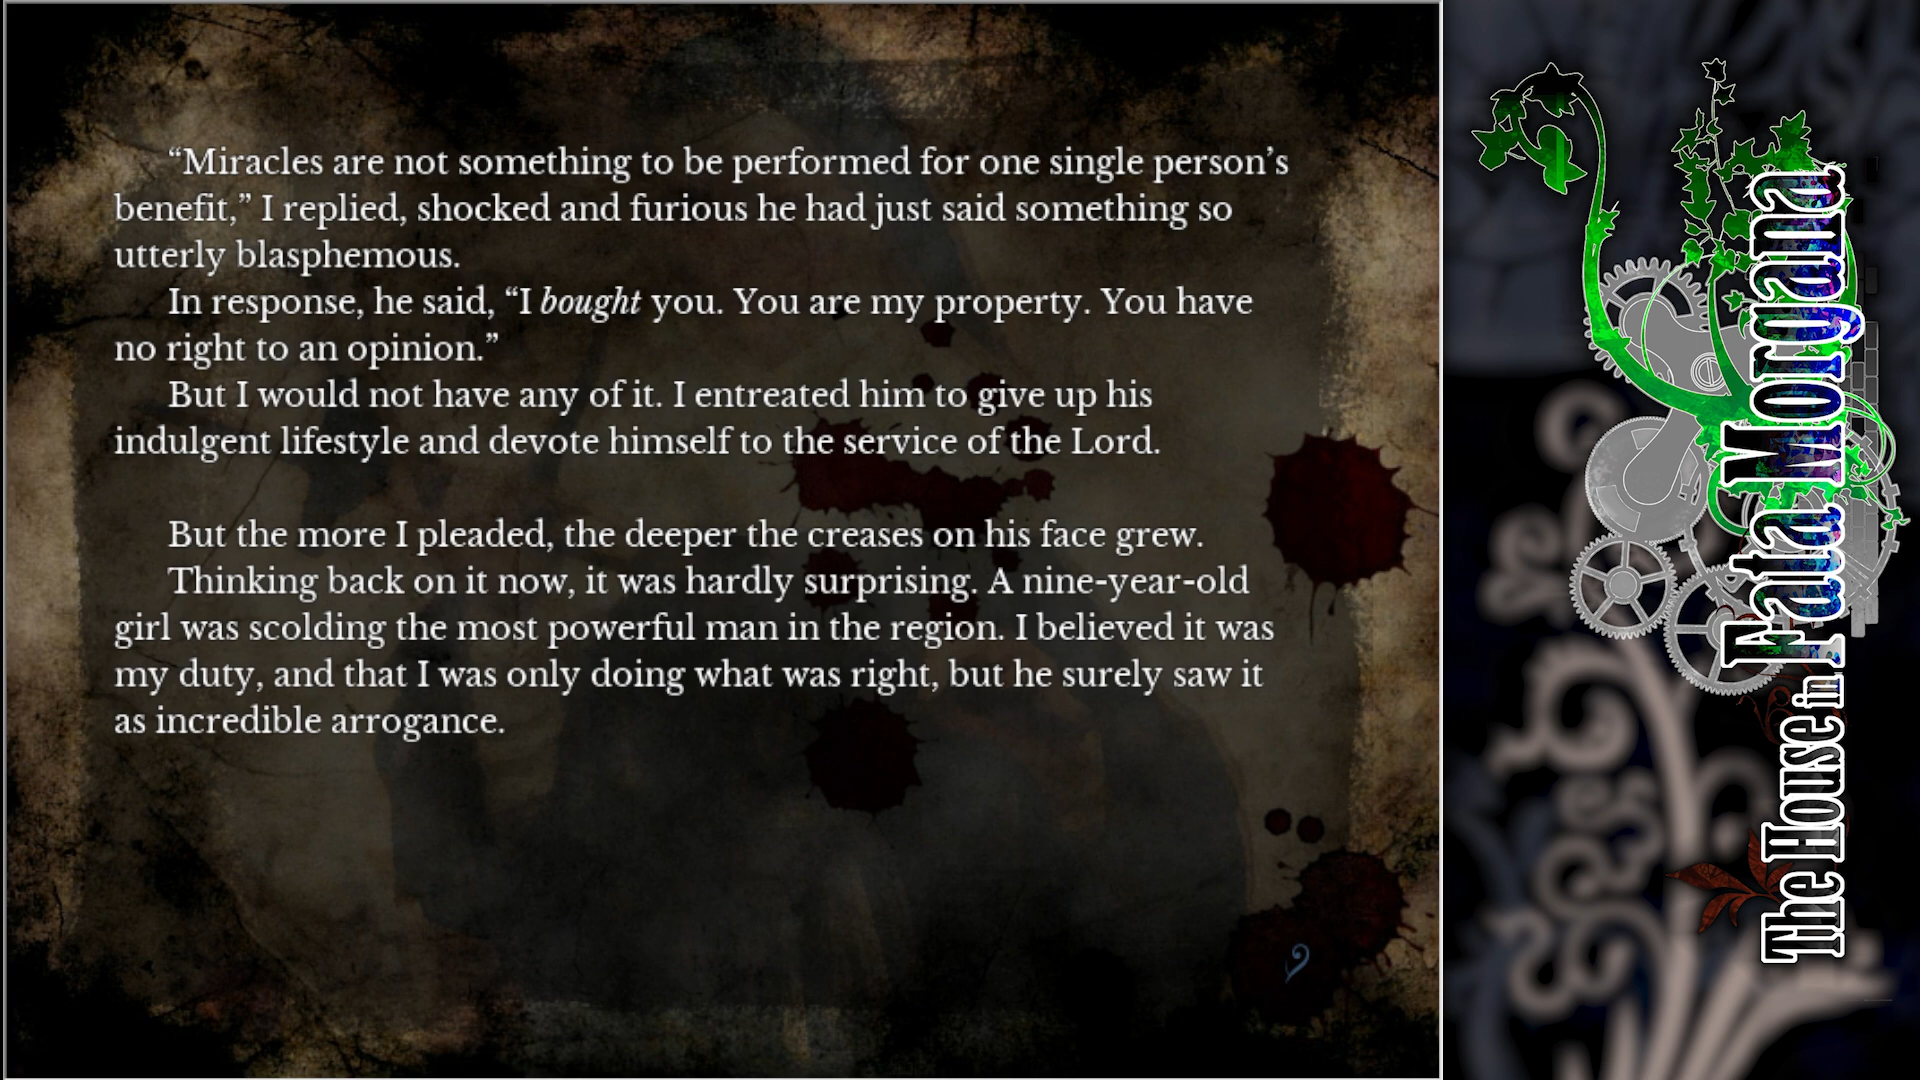 “Miracles are not something to be performed for one single person’s
benefit,” I replied, shocked and furious he had just said something so
utterly blasphemous.
In response, he said, “I bought you. You are my property. You have
no right to an opinion.”
But I would not have any of it. I entreated him to give up his
indulgent lifestyle and devote himself to the service of the Lord.
But the more I pleaded, the deeper the creases on his face grew.
Thinking back on it now, it was hardly surprising. A nine-year-old
girl was scolding the most powerful man in the region. I believed it was
my duty, and that I was only doing what was right, but he surely saw it
as incredible arrogance.
The House in Fata Morgana